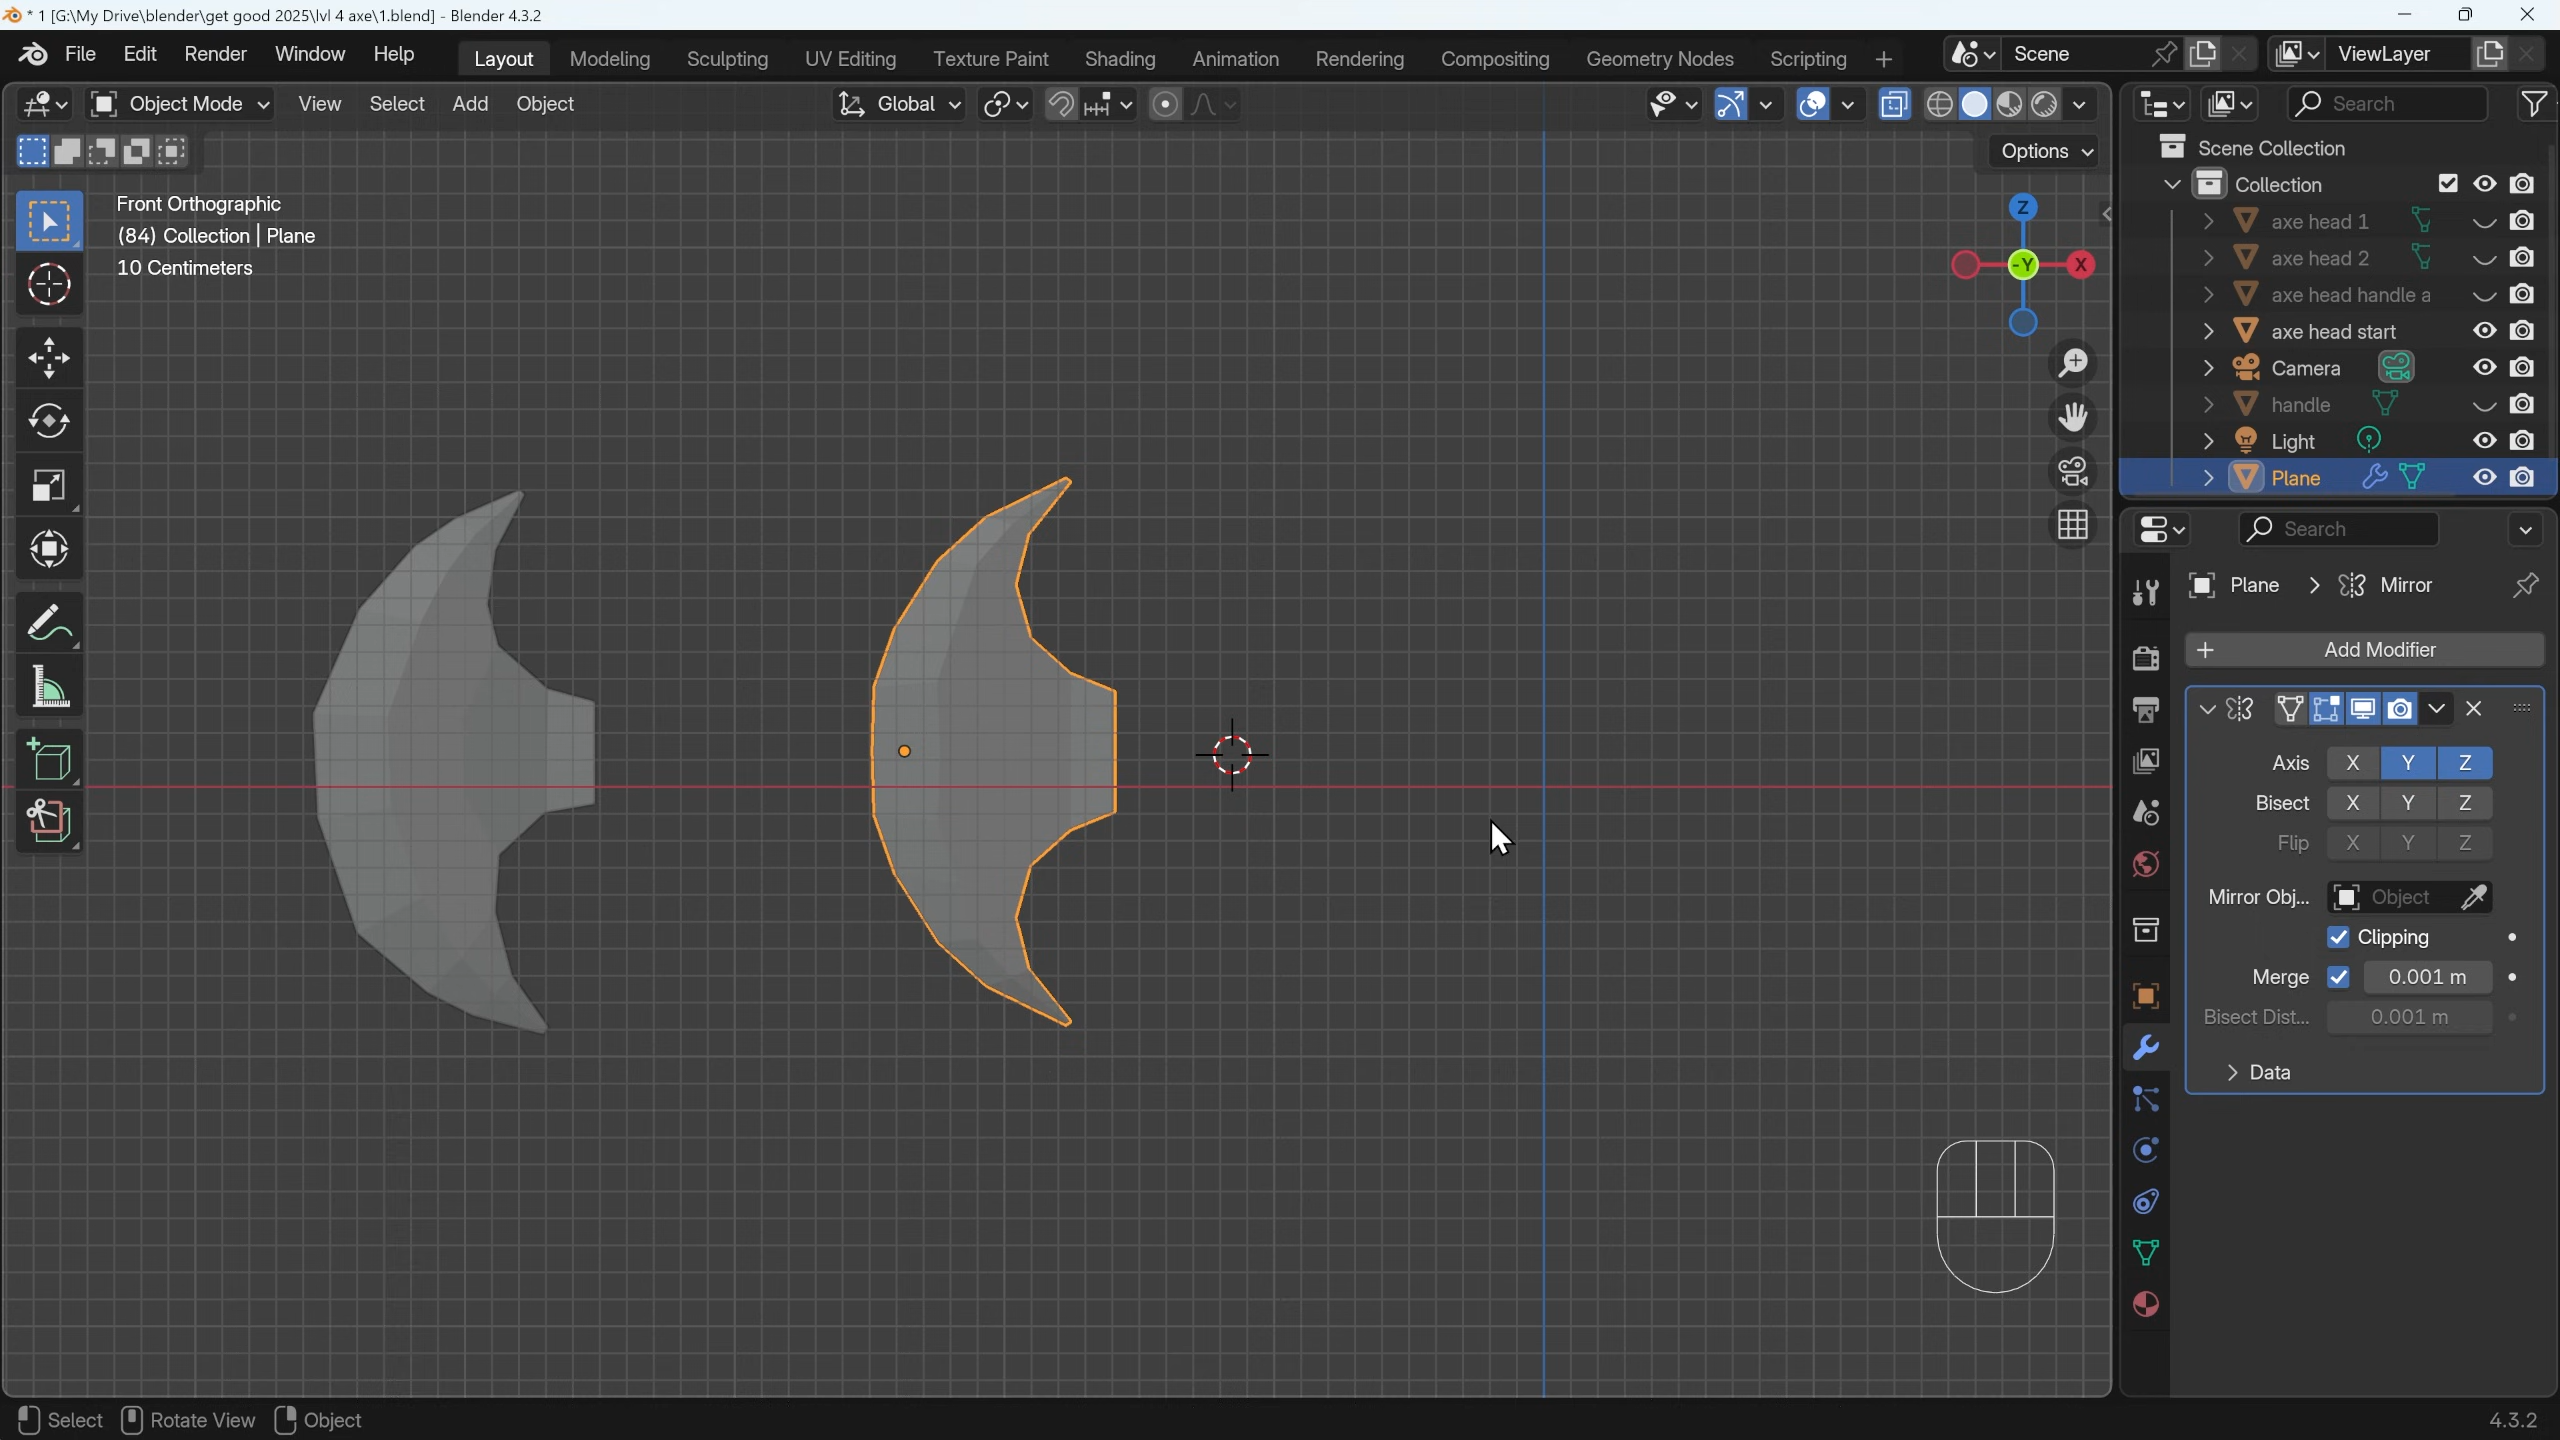 * 1 [G:\My Drive\blender\get good 2025\lvl 4 axe\1.blend] - Blender 4.3.2
File Edit Render Window Help Layout Modeling Sculpting UV Editing Texture Paint Shading Animation Rendering Compositing Geometry Nodes Scripting + Scene ViewLayer
Object Mode View Select Add Object Global Search
Options
Front Orthographic
(84) Collection | Plane
10 Centimeters
Z
-Y
X
Scene Collection
Collection
axe head 1
axe head 2
axe head handle a
axe head start
Camera
handle
Light
Plane
Search
Plane > Mirror
+ Add Modifier
Axis X Y Z
Bisect X Y Z
Flip X Y Z
Mirror Obj... Object
Clipping
Merge 0.001 m
Bisect Dist... 0.001 m
Data
Select Rotate View Object 4.3.2